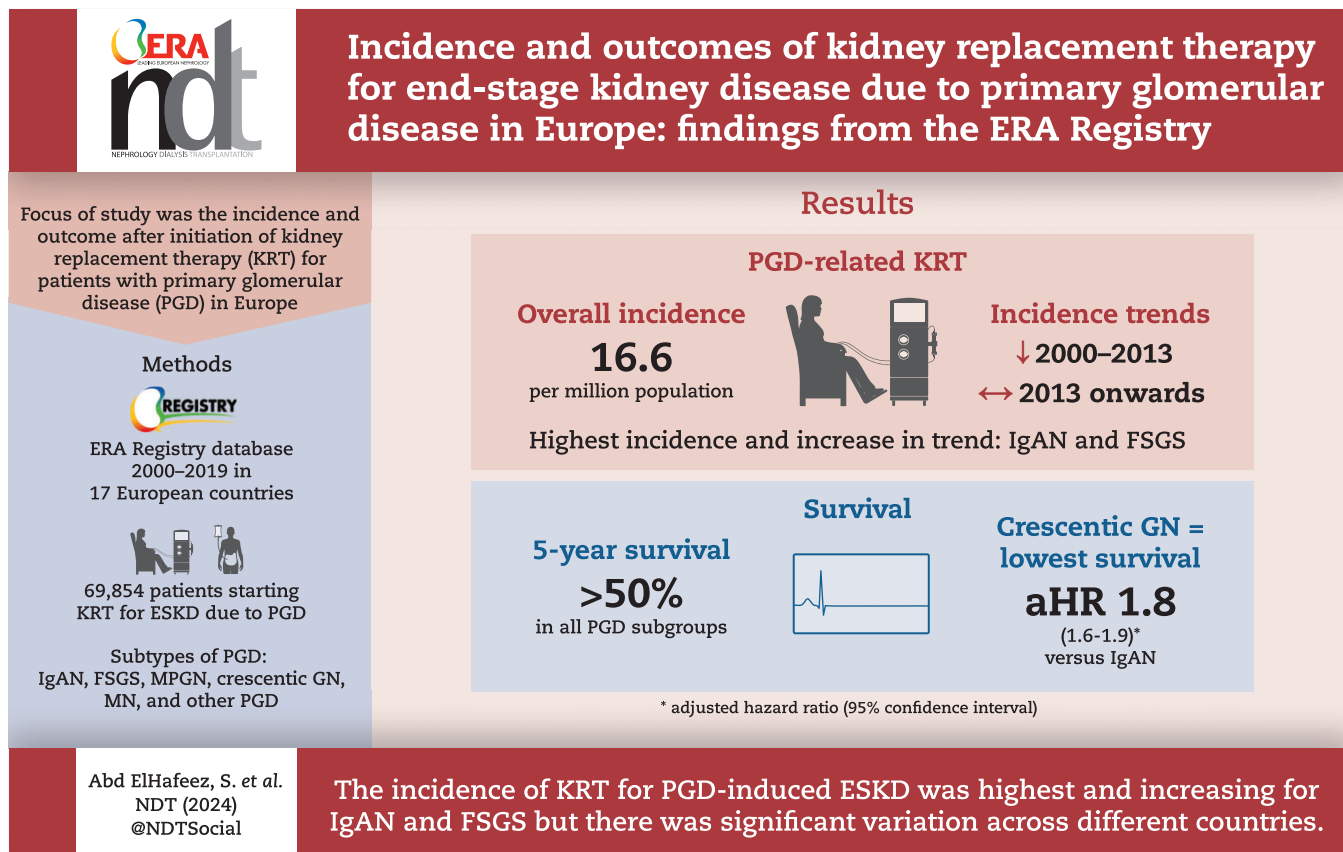 ERA
LEADING EUROPEAN NEPHROLOGY
ndt
NEPHROLOGY DIALYSIS TRANSPLANTATION
Incidence and outcomes of kidney replacement therapy
for end-stage kidney disease due to primary glomerular
disease in Europe: findings from the ERA Registry
Focus of study was the incidence and
outcome after initiation of kidney
replacement therapy (KRT) for
patients with primary glomerular
disease (PGD) in Europe
Methods
REGISTRY
ERA Registry database
2000–2019 in
17 European countries
69,854 patients starting
KRT for ESKD due to PGD
Subtypes of PGD:
IgAN, FSGS, MPGN, crescentic GN,
MN, and other PGD
Results
PGD-related KRT
Overall incidence
16.6
per million population
Incidence trends
↓ 2000–2013
↔ 2013 onwards
Highest incidence and increase in trend: IgAN and FSGS
Survival
5-year survival
>50%
in all PGD subgroups
Crescentic GN =
lowest survival
aHR 1.8
(1.6-1.9)*
versus IgAN
* adjusted hazard ratio (95% confidence interval)
Abd ElHafeez, S. et al.
NDT (2024)
@NDTSocial
The incidence of KRT for PGD-induced ESKD was highest and increasing for
IgAN and FSGS but there was significant variation across different countries.